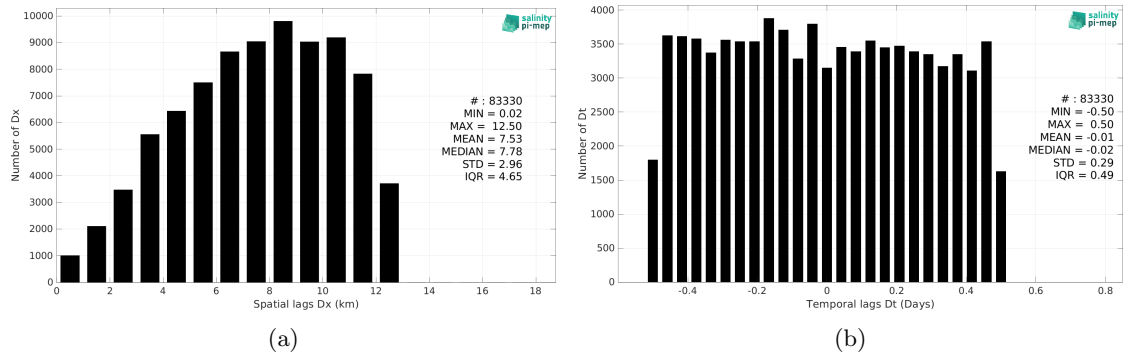 10000
9000
8000
7000
6000
5000
4000
3000
2000
1000
0
Number of Dx
0 2 4 6 8 10 12 14 16 18
Spatial lags Dx (km)
salinity
pi-mep
# : 83330
MIN = 0.02
MAX = 12.50
MEAN = 7.53
MEDIAN = 7.78
STD = 2.96
IQR = 4.65
(a)
4000
3500
3000
2500
2000
1500
1000
500
0
Number of Dt
-0.4 -0.2 0 0.2 0.4 0.6 0.8
Temporal lags Dt (Days)
salinity
pi-mep
# : 83330
MIN = -0.50
MAX = 0.50
MEAN = -0.01
MEDIAN = -0.02
STD = 0.29
IQR = 0.49
(b)